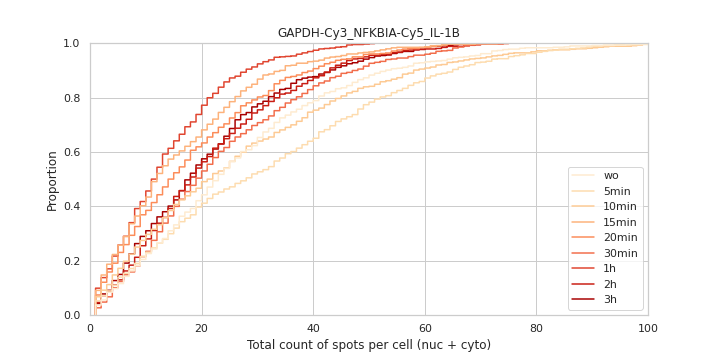 GAPDH-Cy3_NFKBIA-Cy5_IL-1B
1.0
0.8
0.6
0.4
0.2
0.0
Proportion
wo
5min
10min
15min
20min
30min
1h
2h
3h
0 20 40 60 80 100
Total count of spots per cell (nuc + cyto)